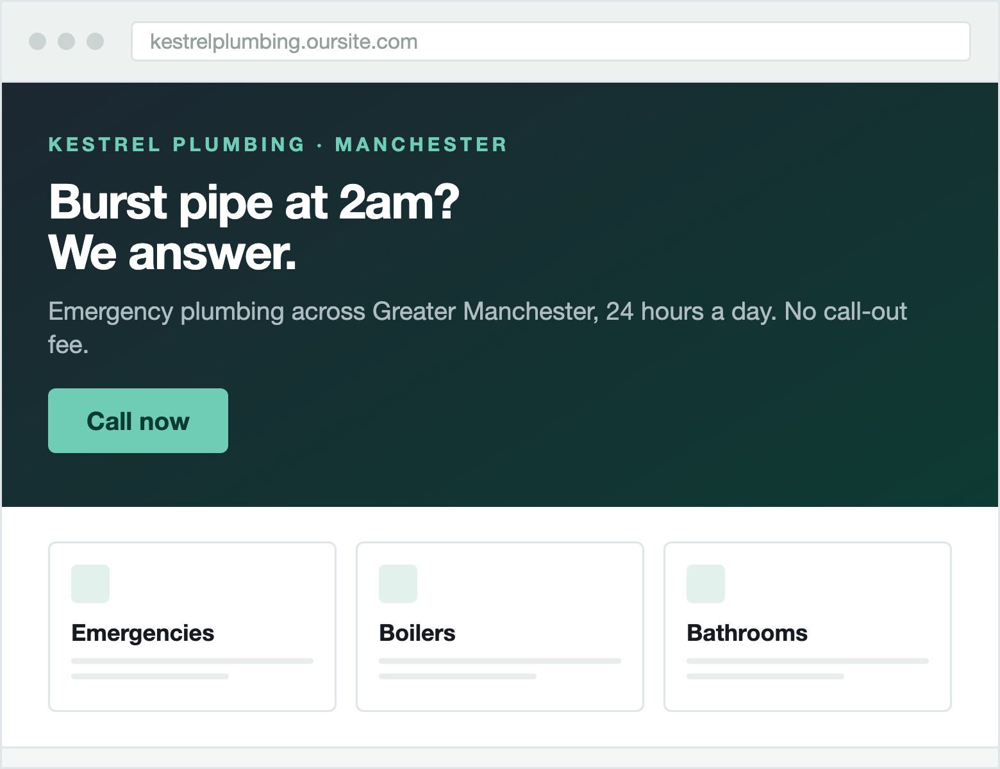 kestrelplumbing.oursite.com
KESTREL PLUMBING · MANCHESTER
Burst pipe at 2am?
We answer.
Emergency plumbing across Greater Manchester, 24 hours a day. No call-out
fee.
Call now
Emergencies
Boilers
Bathrooms